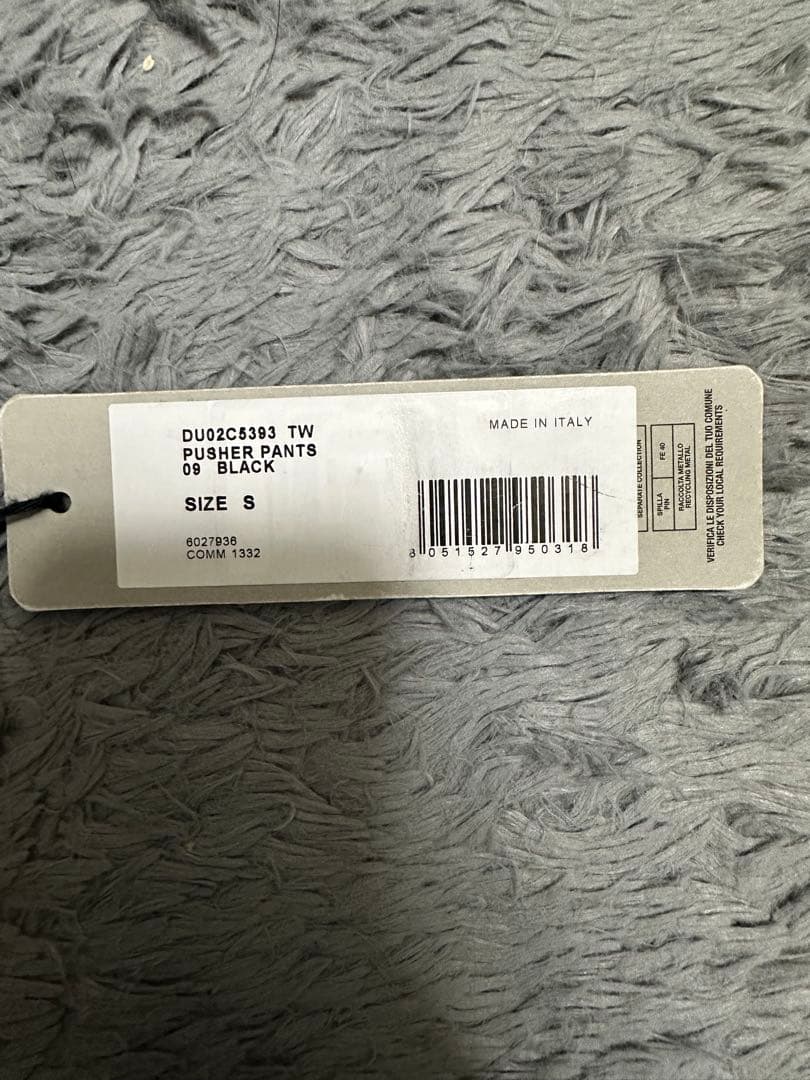 DU02C5393 TW
PUSHER PANTS
09 BLACK
SIZE S
6027936
COMM 1332
MADE IN ITALY
8 051527 950318
SEPARATE COLLECTION
SPILLA
PIN
FE 40
RACCOLTA METALLO
RECYCLING METAL
VERIFICA LE DISPOSIZIONI DEL TUO COMUNE
CHECK YOUR LOCAL REQUIREMENTS